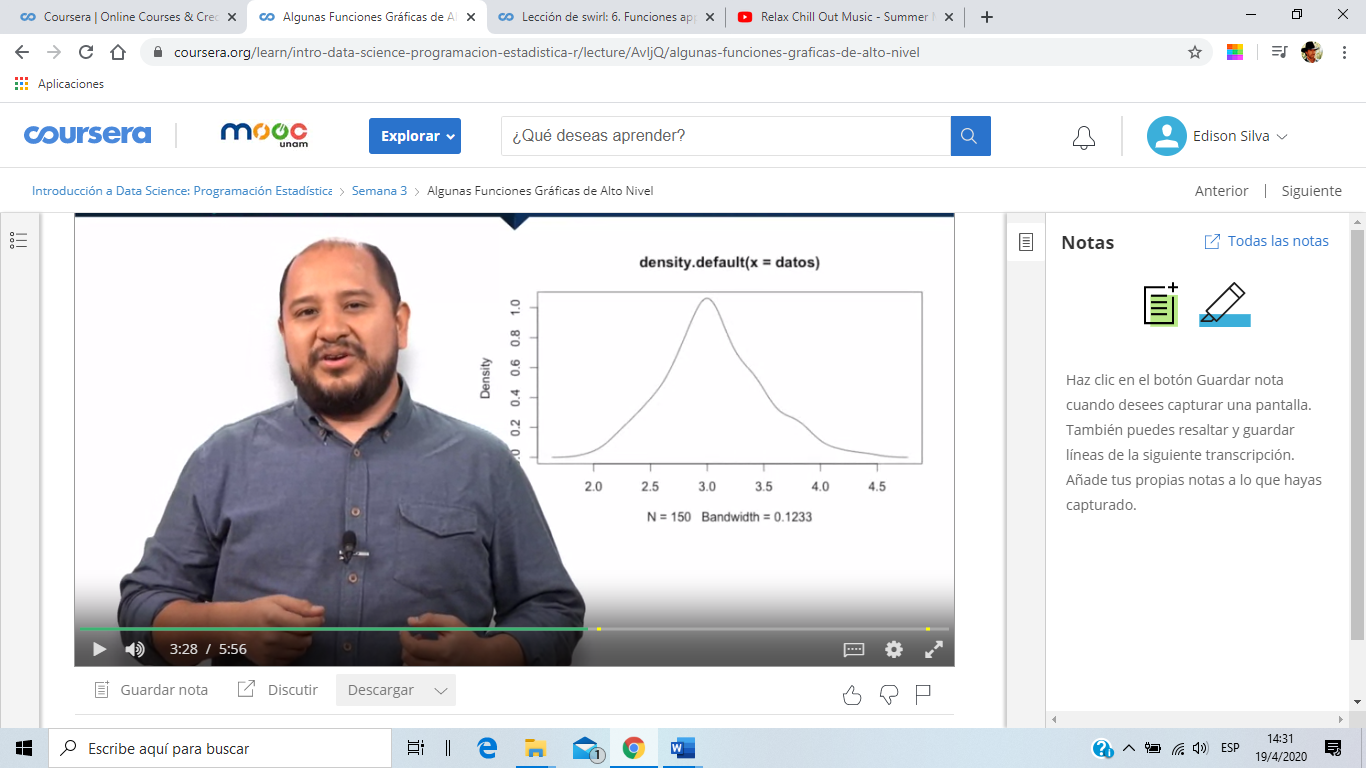 Coursera | Online Courses & Cre
Algunas Funciones Gráficas de Al
Lección de swirl: 6. Funciones app
Relax Chill Out Music - Summer
coursera.org/learn/intro-data-science-programacion-estadistica-r/lecture/AvIjQ/algunas-funciones-graficas-de-alto-nivel
Aplicaciones
coursera
mooc
unam
Explorar
¿Qué deseas aprender?
Edison Silva
Introducción a Data Science: Programación Estadística
Semana 3
Algunas Funciones Gráficas de Alto Nivel
Anterior | Siguiente
density.default(x = datos)
Density
1.0
0.8
0.6
0.4
0.2
2.0 2.5 3.0 3.5 4.0 4.5
N = 150 Bandwidth = 0.1233
3:28 / 5:56
Guardar nota
Discutir
Descargar
Notas
Todas las notas
Haz clic en el botón Guardar nota
cuando desees capturar una pantalla.
También puedes resaltar y guardar
líneas de la siguiente transcripción.
Añade tus propias notas a lo que hayas
capturado.
Escribe aquí para buscar
1
ESP
14:31
19/4/2020